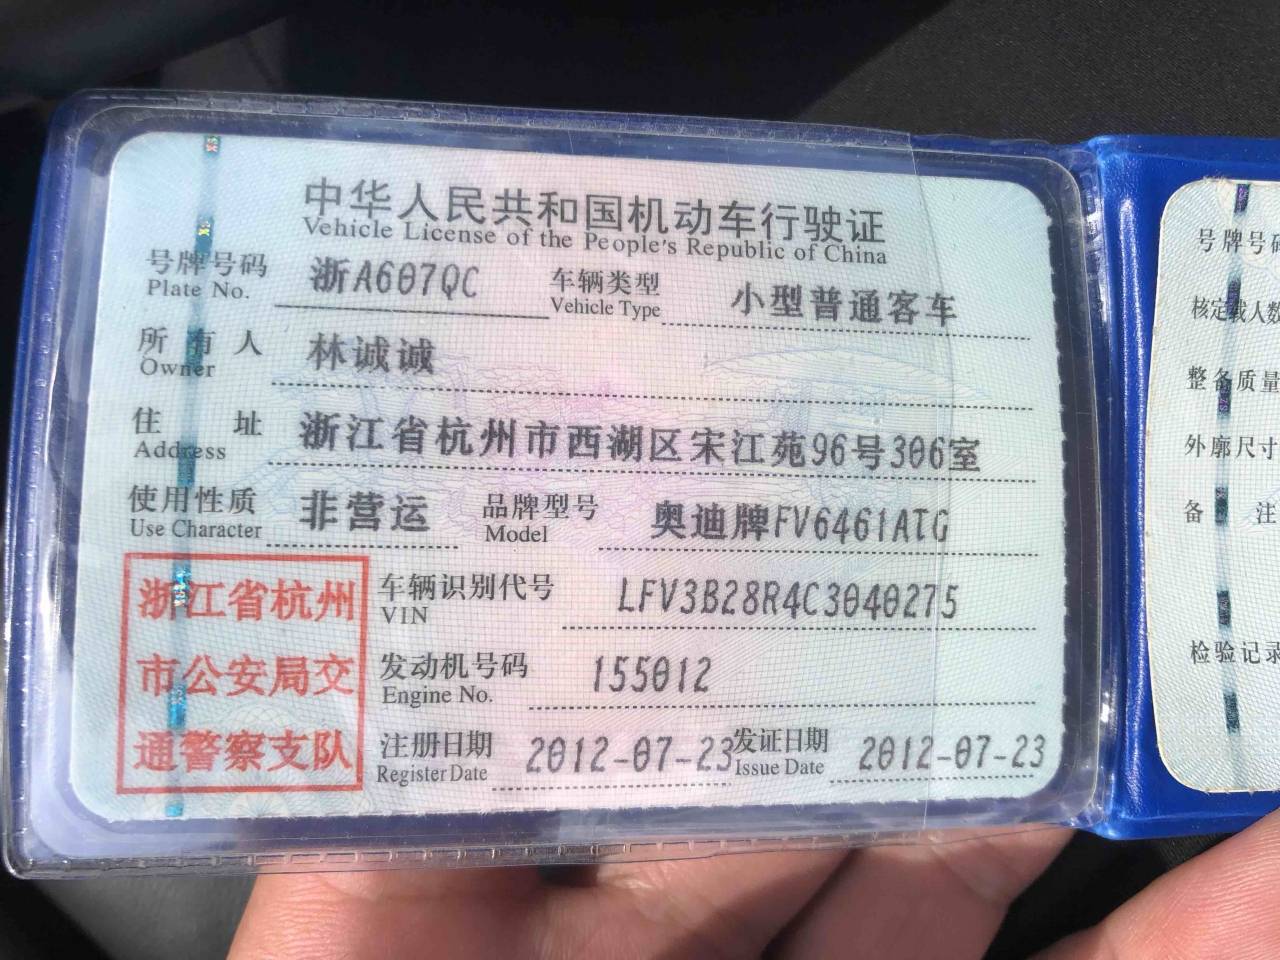 中华人民共和国机动车行驶证
Vehicle License of the People's Republic of China
号牌号码 浙A607QC 车辆类型 小型普通客车
Plate No. Vehicle Type
所有人 林诚诚
Owner
住址 浙江省杭州市西湖区宋江苑96号306室
Address
使用性质 非营运 品牌型号 奥迪牌FV6461ATG
Use Character Model
浙江省杭州
市公安局交
通警察支队
车辆识别代号 LFV3B28R4C3040275
VIN
发动机号码 155012
Engine No.
注册日期 2012-07-23 发证日期 2012-07-23
Register Date Issue Date
号牌号码
核定载人数
整备质量
外廓尺寸
备注
检验记录